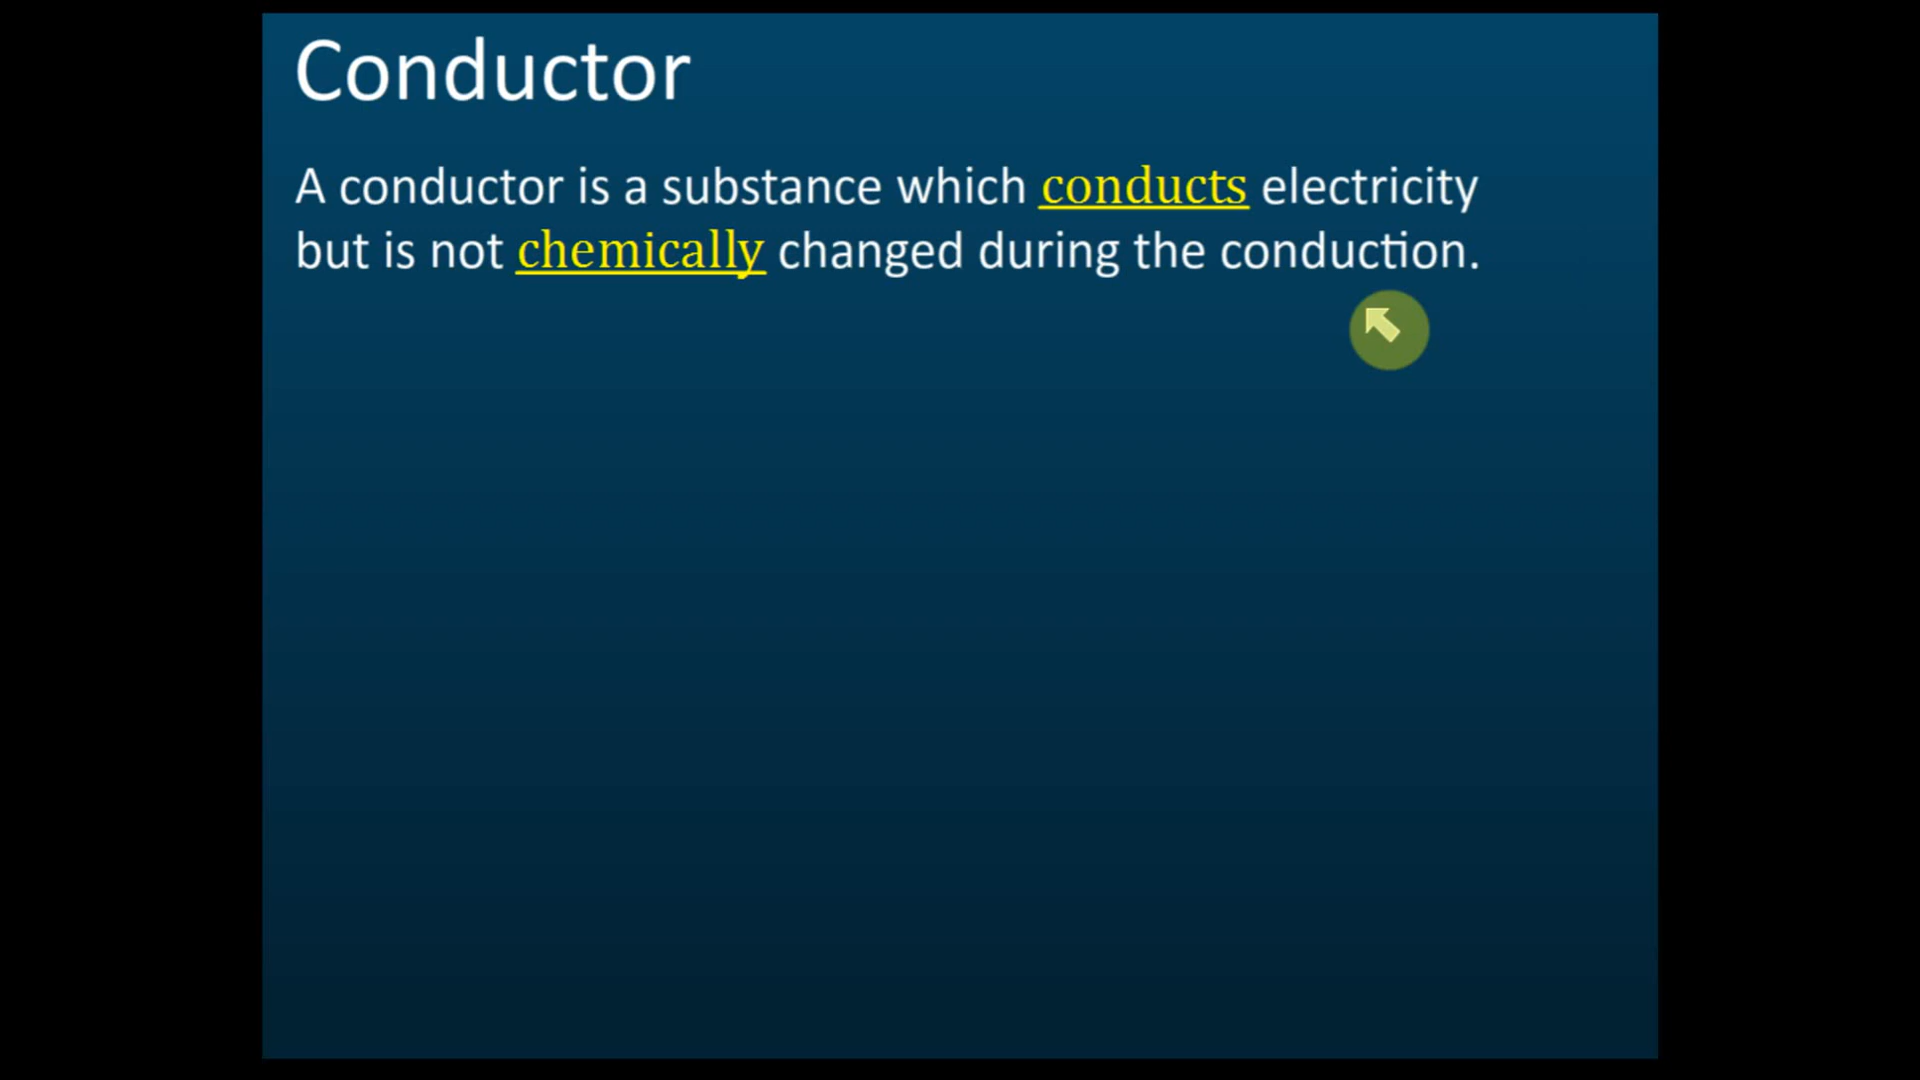 Conductor
A conductor is a substance which conducts electricity
but is not chemically changed during the conduction.